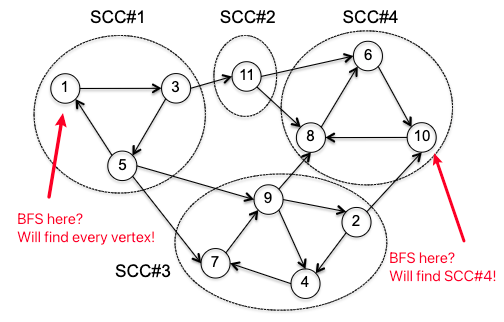 SCC#1
SCC#2
SCC#4
6
1
3
11
8
10
5
9
2
BFS here?
Will find every vertex!
7
4
SCC#3
BFS here?
Will find SCC#4!